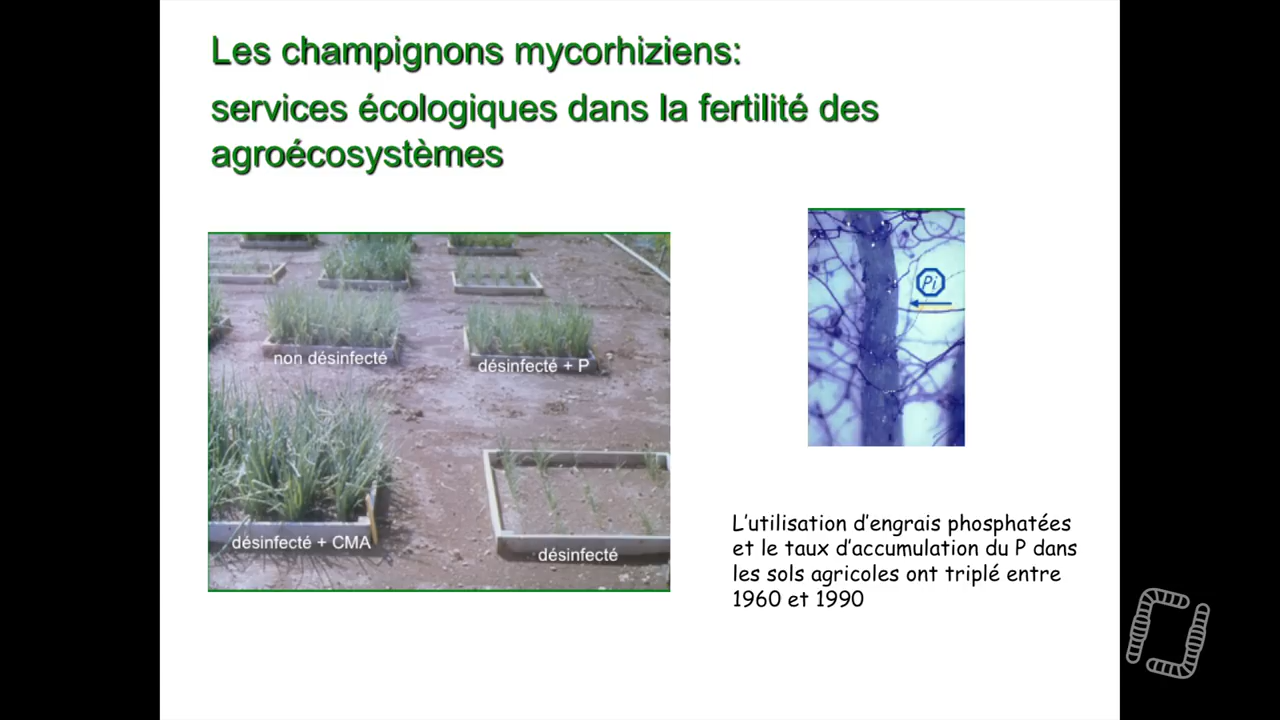 Les champignons mycorhiziens:
services écologiques dans la fertilité des
agroécosystèmes
non désinfecté
désinfecté + P
désinfecté + CMA
désinfecté
Pi
L'utilisation d'engrais phosphatées
et le taux d'accumulation du P dans
les sols agricoles ont triplé entre
1960 et 1990